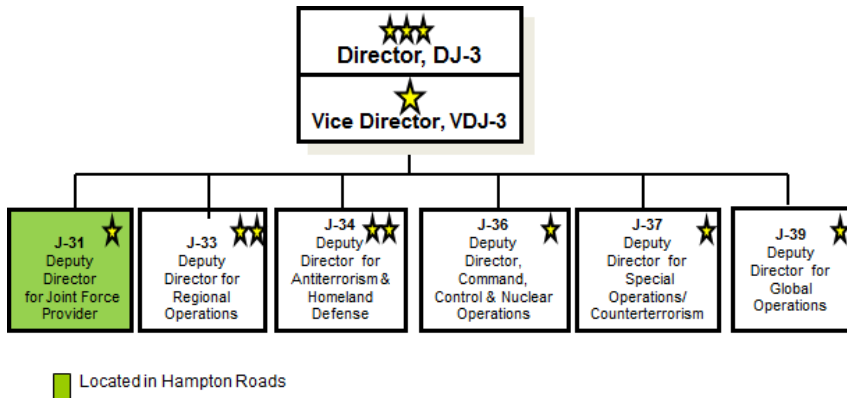 Director, DJ-3
Vice Director, VDJ-3
J-31
Deputy
Director
for Joint Force
Provider
J-33
Deputy
Director for
Regional
Operations
J-34
Deputy
Director for
Antiterrorism &
Homeland
Defense
J-36
Deputy
Director,
Command,
Control & Nuclear
Operations
J-37
Deputy
Director for
Special
Operations/
Counterterrorism
J-39
Deputy
Director for
Global
Operations
Located in Hampton Roads